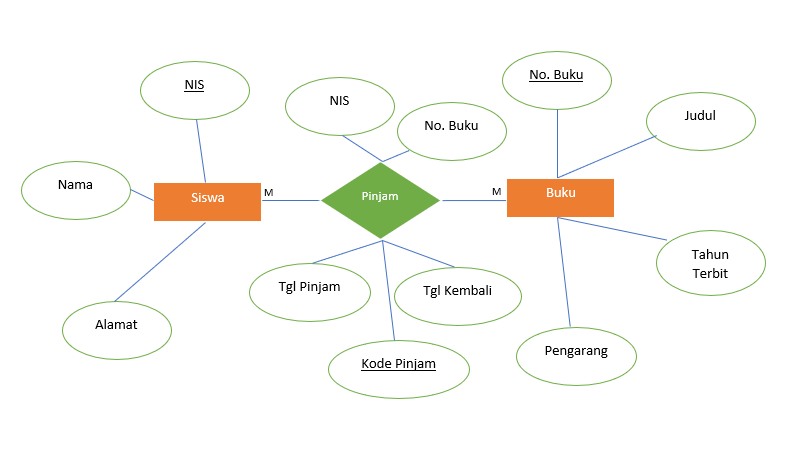 NIS
NIS
No. Buku
No. Buku
Judul
Nama
Siswa
M
Pinjam
M
Buku
Tgl Pinjam
Tgl Kembali
Tahun
Terbit
Alamat
Kode Pinjam
Pengarang